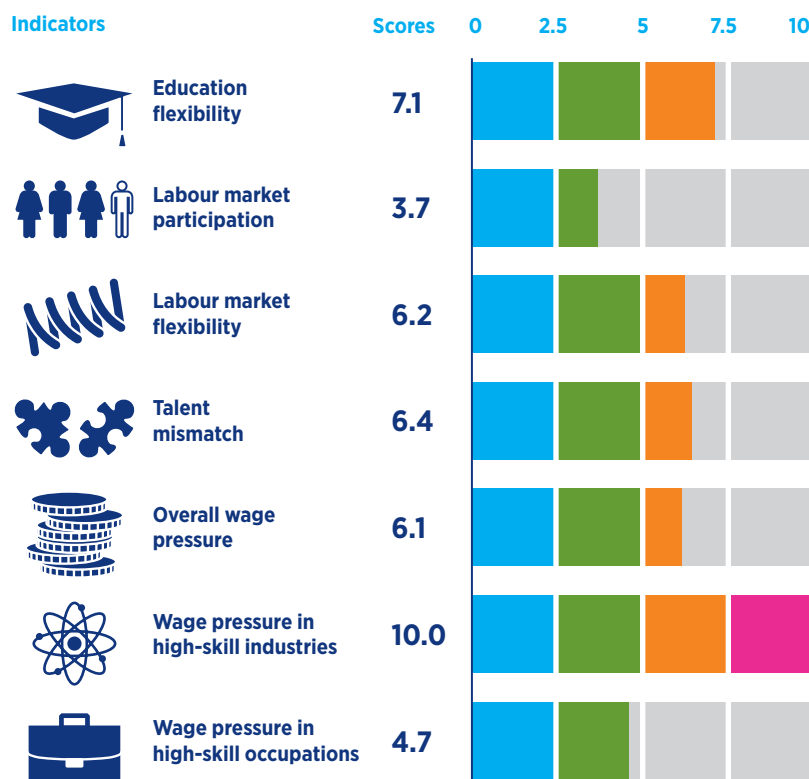 Indicators Scores 0 2.5 5 7.5 10
Education
flexibility
7.1
Labour market
participation
3.7
Labour market
flexibility
6.2
Talent
mismatch
6.4
Overall wage
pressure
6.1
Wage pressure in
high-skill industries
10.0
Wage pressure in
high-skill occupations
4.7